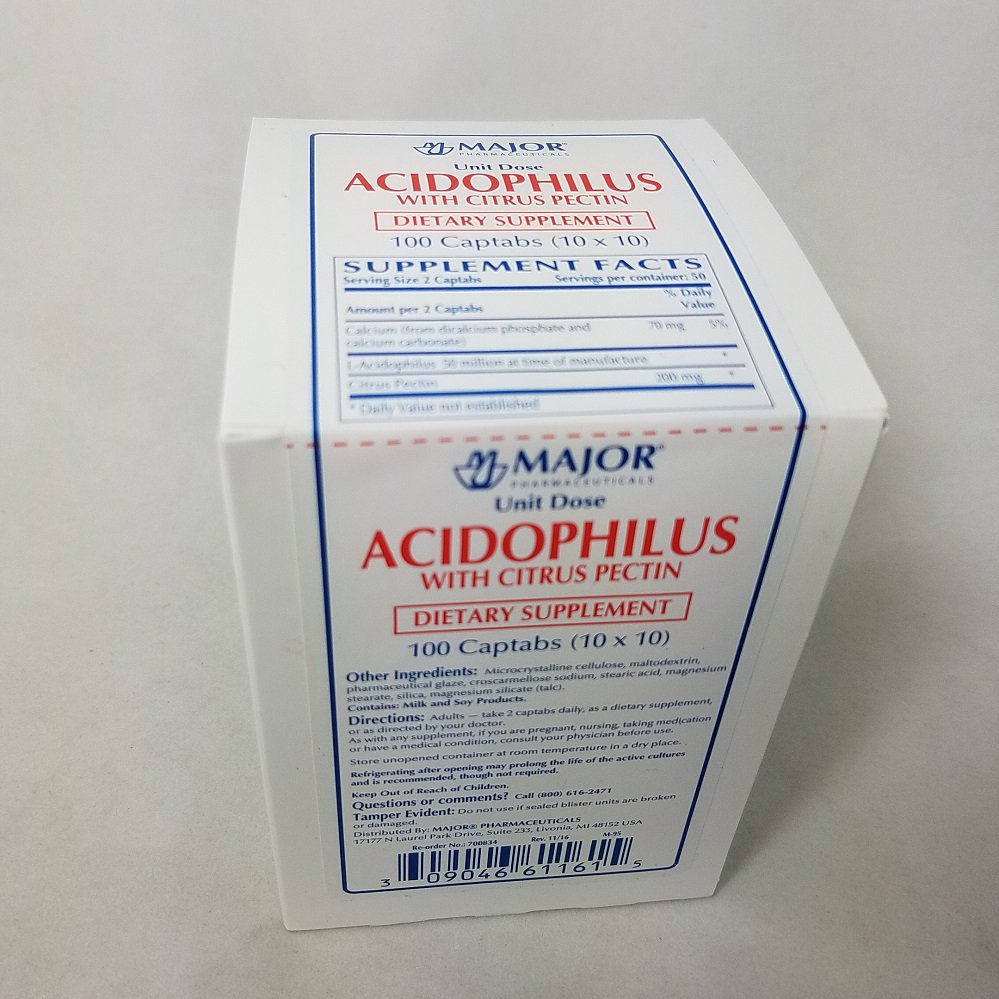 MAJOR®
PHARMACEUTICALS
Unit Dose
ACIDOPHILUS
WITH CITRUS PECTIN
DIETARY SUPPLEMENT
100 Captabs (10 x 10)
SUPPLEMENT FACTS
Serving Size 2 Captabs Servings per container: 50
Amount per 2 Captabs % Daily Value
Calcium (from dicalcium phosphate and 70 mg 5%
calcium carbonate)
L-Acidophilus 50 million at time of manufacture *
Citrus Pectin 200 mg *
* Daily Value not established
MAJOR®
PHARMACEUTICALS
Unit Dose
ACIDOPHILUS
WITH CITRUS PECTIN
DIETARY SUPPLEMENT
100 Captabs (10 x 10)
Other Ingredients: Microcrystalline cellulose, maltodextrin,
pharmaceutical glaze, croscarmellose sodium, stearic acid, magnesium
stearate, silica, magnesium silicate (talc).
Contains: Milk and Soy Products.
Directions: Adults — take 2 captabs daily, as a dietary supplement,
or as directed by your doctor.
As with any supplement, if you are pregnant, nursing, taking medication
or have a medical condition, consult your physician before use.
Store unopened container at room temperature in a dry place.
Refrigerating after opening may prolong the life of the active cultures
and is recommended, though not required.
Keep Out of Reach of Children.
Questions or comments? Call (800) 616-2471
Tamper Evident: Do not use if sealed blister units are broken
or damaged.
Distributed By: MAJOR® PHARMACEUTICALS
17177 N Laurel Park Drive, Suite 233, Livonia, MI 48152 USA
Re-order No.: 700834 Rev. 11/16 M-95
3 09046 61161 5